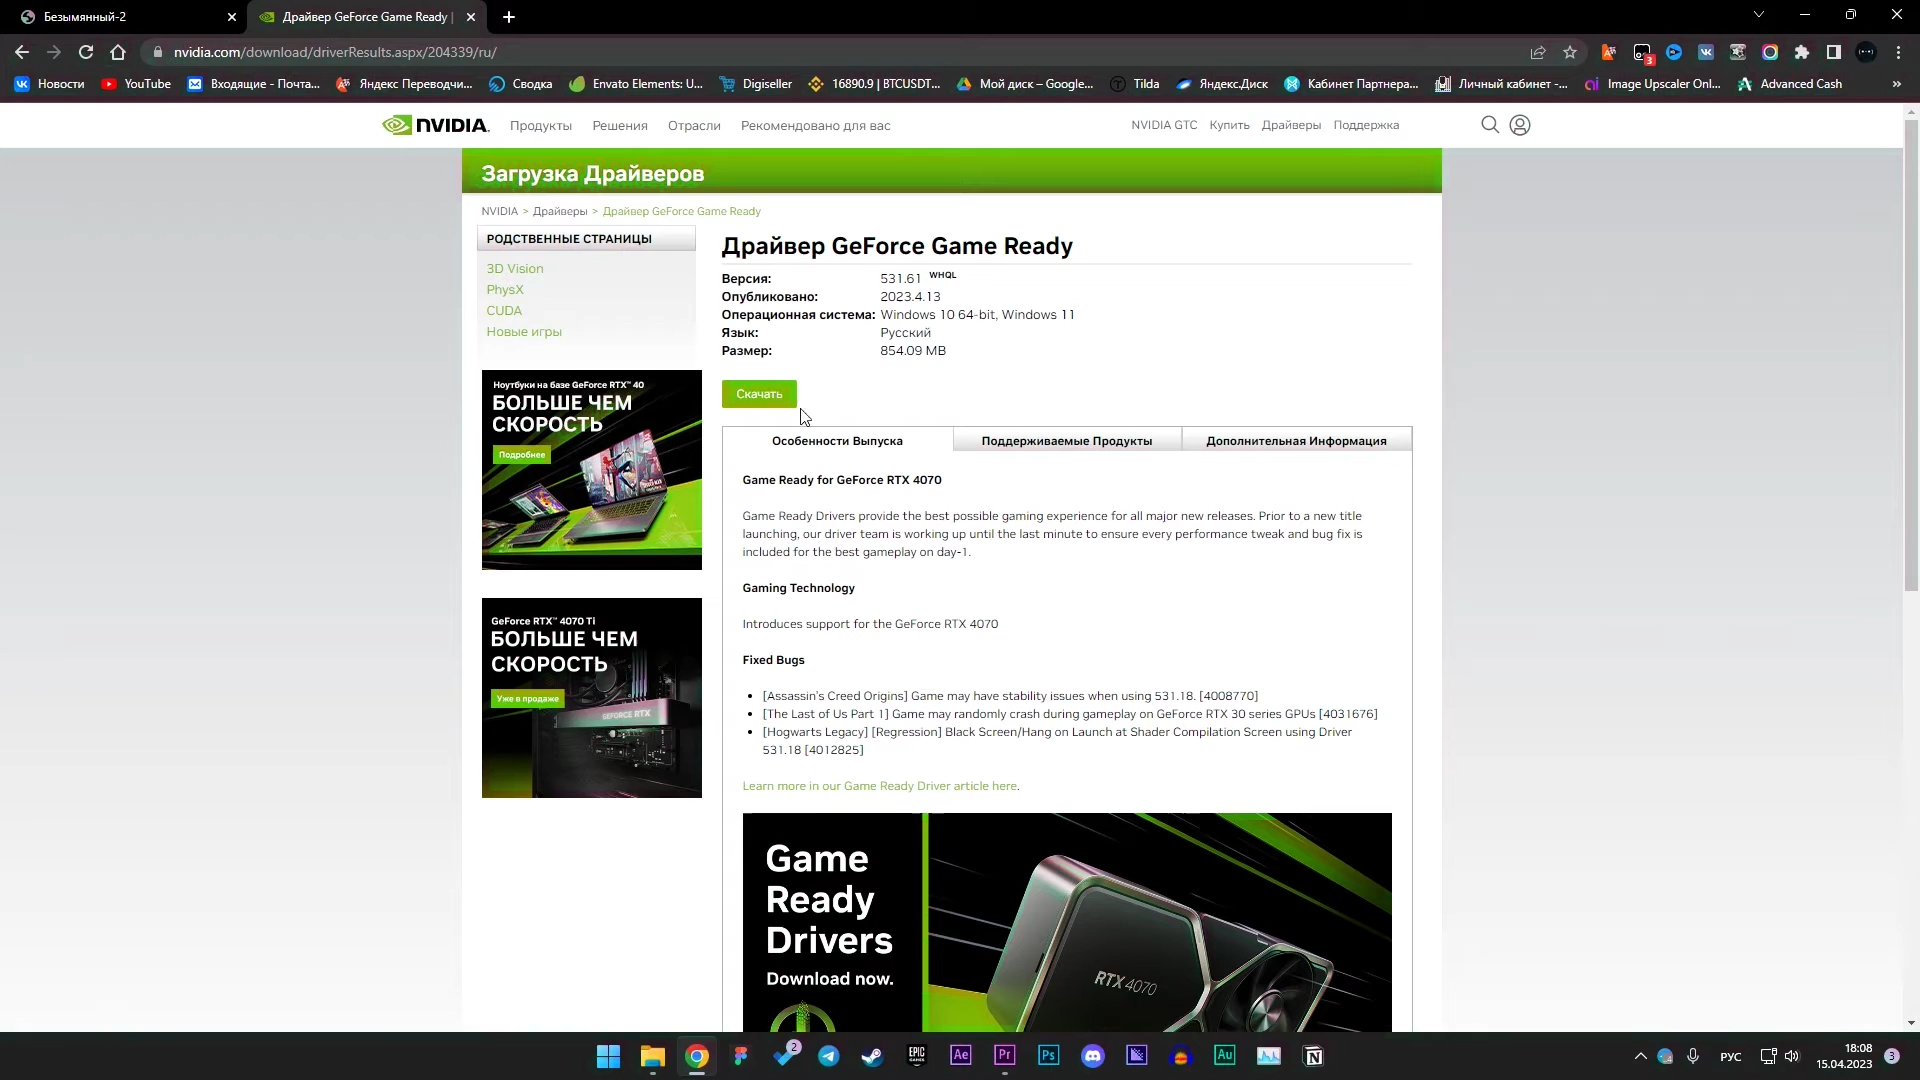 Безымянный-2
Драйвер GeForce Game Ready |
nvidia.com/download/driverResults.aspx/204339/ru/
3
Новости
YouTube
Входящие - Почта...
Яндекс Переводчи...
Сводка
Envato Elements: U...
Digiseller
16890.9 | BTCUSDT...
Мой диск – Google...
Tilda
Яндекс.Диск
Кабинет Партнера...
Личный кабинет -...
Image Upscaler Onl...
Advanced Cash
»
NVIDIA.
Продукты
Решения
Отрасли
Рекомендовано для вас
NVIDIA GTC
Купить
Драйверы
Поддержка
Загрузка Драйверов
NVIDIA > Драйверы > Драйвер GeForce Game Ready
РОДСТВЕННЫЕ СТРАНИЦЫ
3D Vision
PhysX
CUDA
Новые игры
Ноутбуки на базе GeForce RTX™ 40
БОЛЬШЕ ЧЕМ
СКОРОСТЬ
Подробнее
GeForce RTX™ 4070 Ti
БОЛЬШЕ ЧЕМ
СКОРОСТЬ
Уже в продаже
GEFORCE RTX
Драйвер GeForce Game Ready
Версия: 531.61 WHQL
Опубликовано: 2023.4.13
Операционная система: Windows 10 64-bit, Windows 11
Язык: Русский
Размер: 854.09 MB
Скачать
Особенности Выпуска
Поддерживаемые Продукты
Дополнительная Информация
Game Ready for GeForce RTX 4070
Game Ready Drivers provide the best possible gaming experience for all major new releases. Prior to a new title
launching, our driver team is working up until the last minute to ensure every performance tweak and bug fix is
included for the best gameplay on day-1.
Gaming Technology
Introduces support for the GeForce RTX 4070
Fixed Bugs
• [Assassin's Creed Origins] Game may have stability issues when using 531.18. [4008770]
• [The Last of Us Part 1] Game may randomly crash during gameplay on GeForce RTX 30 series GPUs [4031676]
• [Hogwarts Legacy] [Regression] Black Screen/Hang on Launch at Shader Compilation Screen using Driver
531.18 [4012825]
Learn more in our Game Ready Driver article here.
Game
Ready
Drivers
Download now.
RTX 4070
2
EPIC
GAMES
Ae
Pr
Ps
Au
N
РУС
18:08
15.04.2023
3